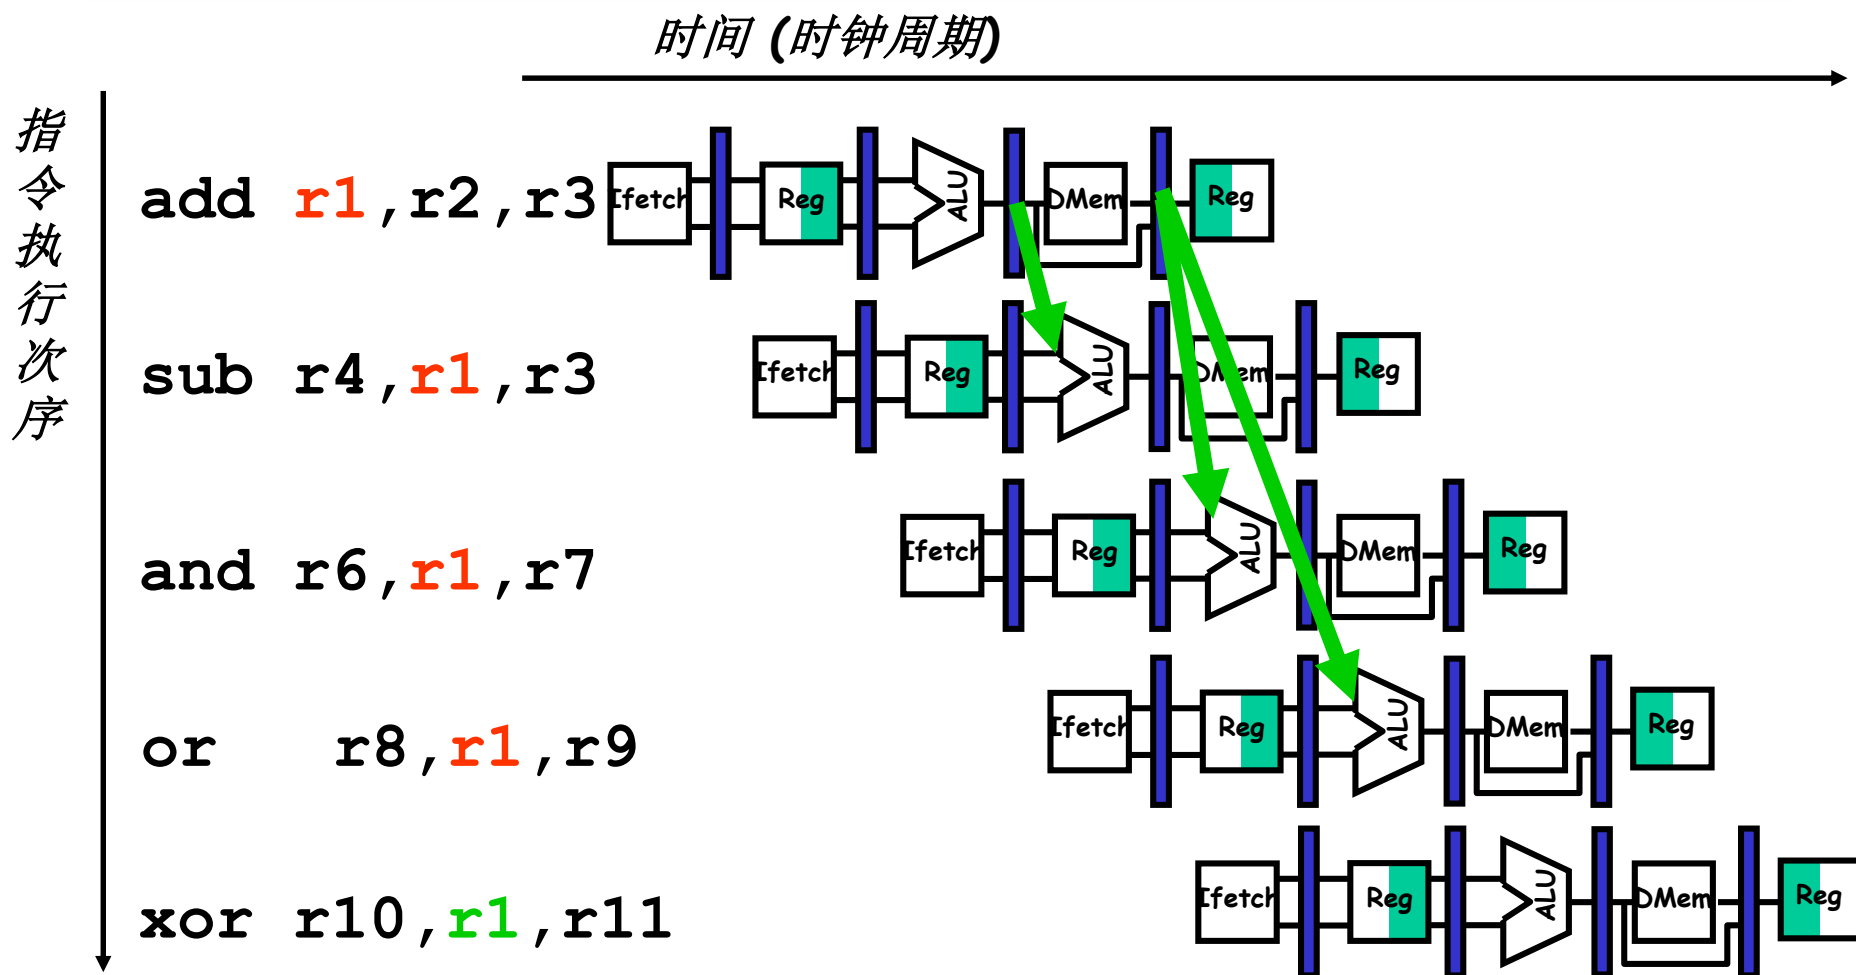 时间 (时钟周期)
指令执行次序
add r1,r2,r3
Ifetch Reg ALU DMem Reg
sub r4,r1,r3
Ifetch Reg ALU DMem Reg
and r6,r1,r7
Ifetch Reg ALU DMem Reg
or r8,r1,r9
Ifetch Reg ALU DMem Reg
xor r10,r1,r11
Ifetch Reg ALU DMem Reg